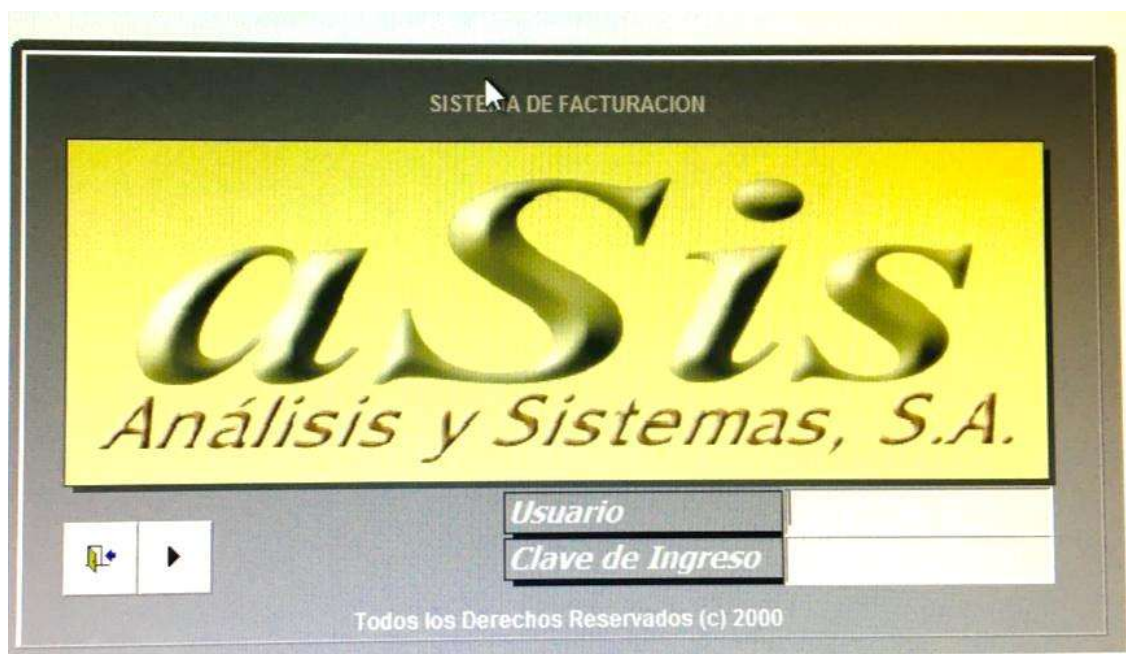 SISTEMA DE FACTURACION
aSis
Análisis y Sistemas, S.A.
Usuario
Clave de Ingreso
Todos los Derechos Reservados (c) 2000